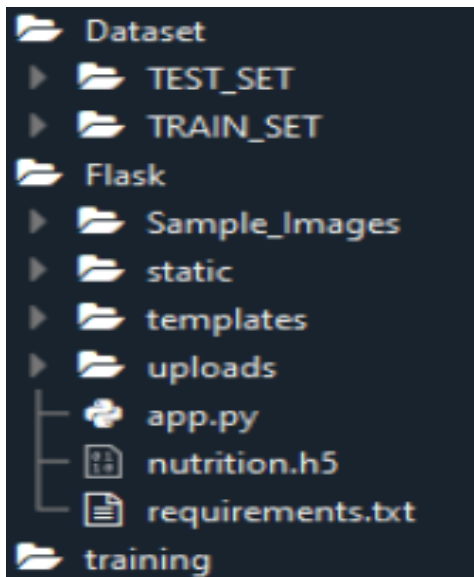 Dataset
TEST_SET
TRAIN_SET
Flask
Sample_Images
static
templates
uploads
app.py
nutrition.h5
requirements.txt
training